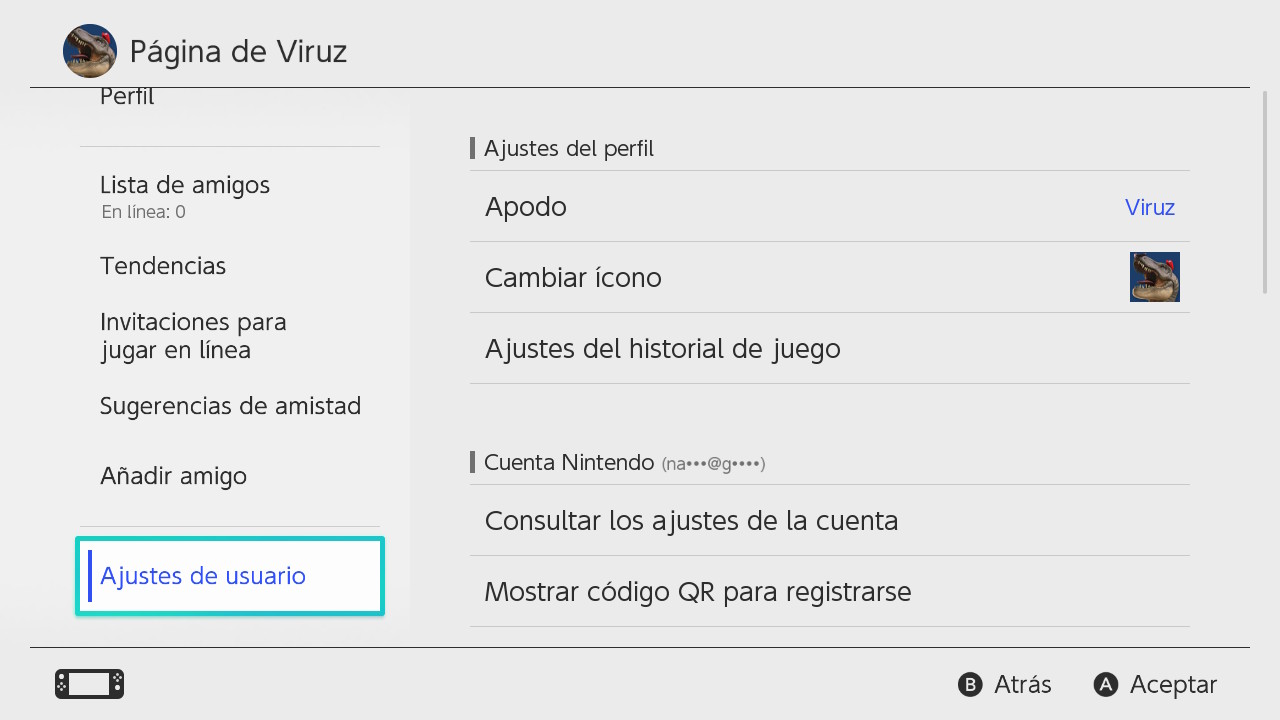 Página de Viruz
Perfil
Lista de amigos
En línea: 0
Tendencias
Invitaciones para
jugar en línea
Sugerencias de amistad
Añadir amigo
Ajustes de usuario
Ajustes del perfil
Apodo
Viruz
Cambiar ícono
Ajustes del historial de juego
Cuenta Nintendo (na•••@g••••)
Consultar los ajustes de la cuenta
Mostrar código QR para registrarse
B Atrás
A Aceptar